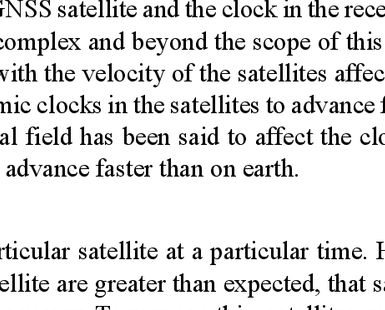 GNSS satellite and the clock in the rece
complex and beyond the scope of this
with the velocity of the satellites affec
mic clocks in the satellites to advance f
al field has been said to affect the clo
advance faster than on earth.
rticular satellite at a particular time. H
ellite are greater than expected, that sa